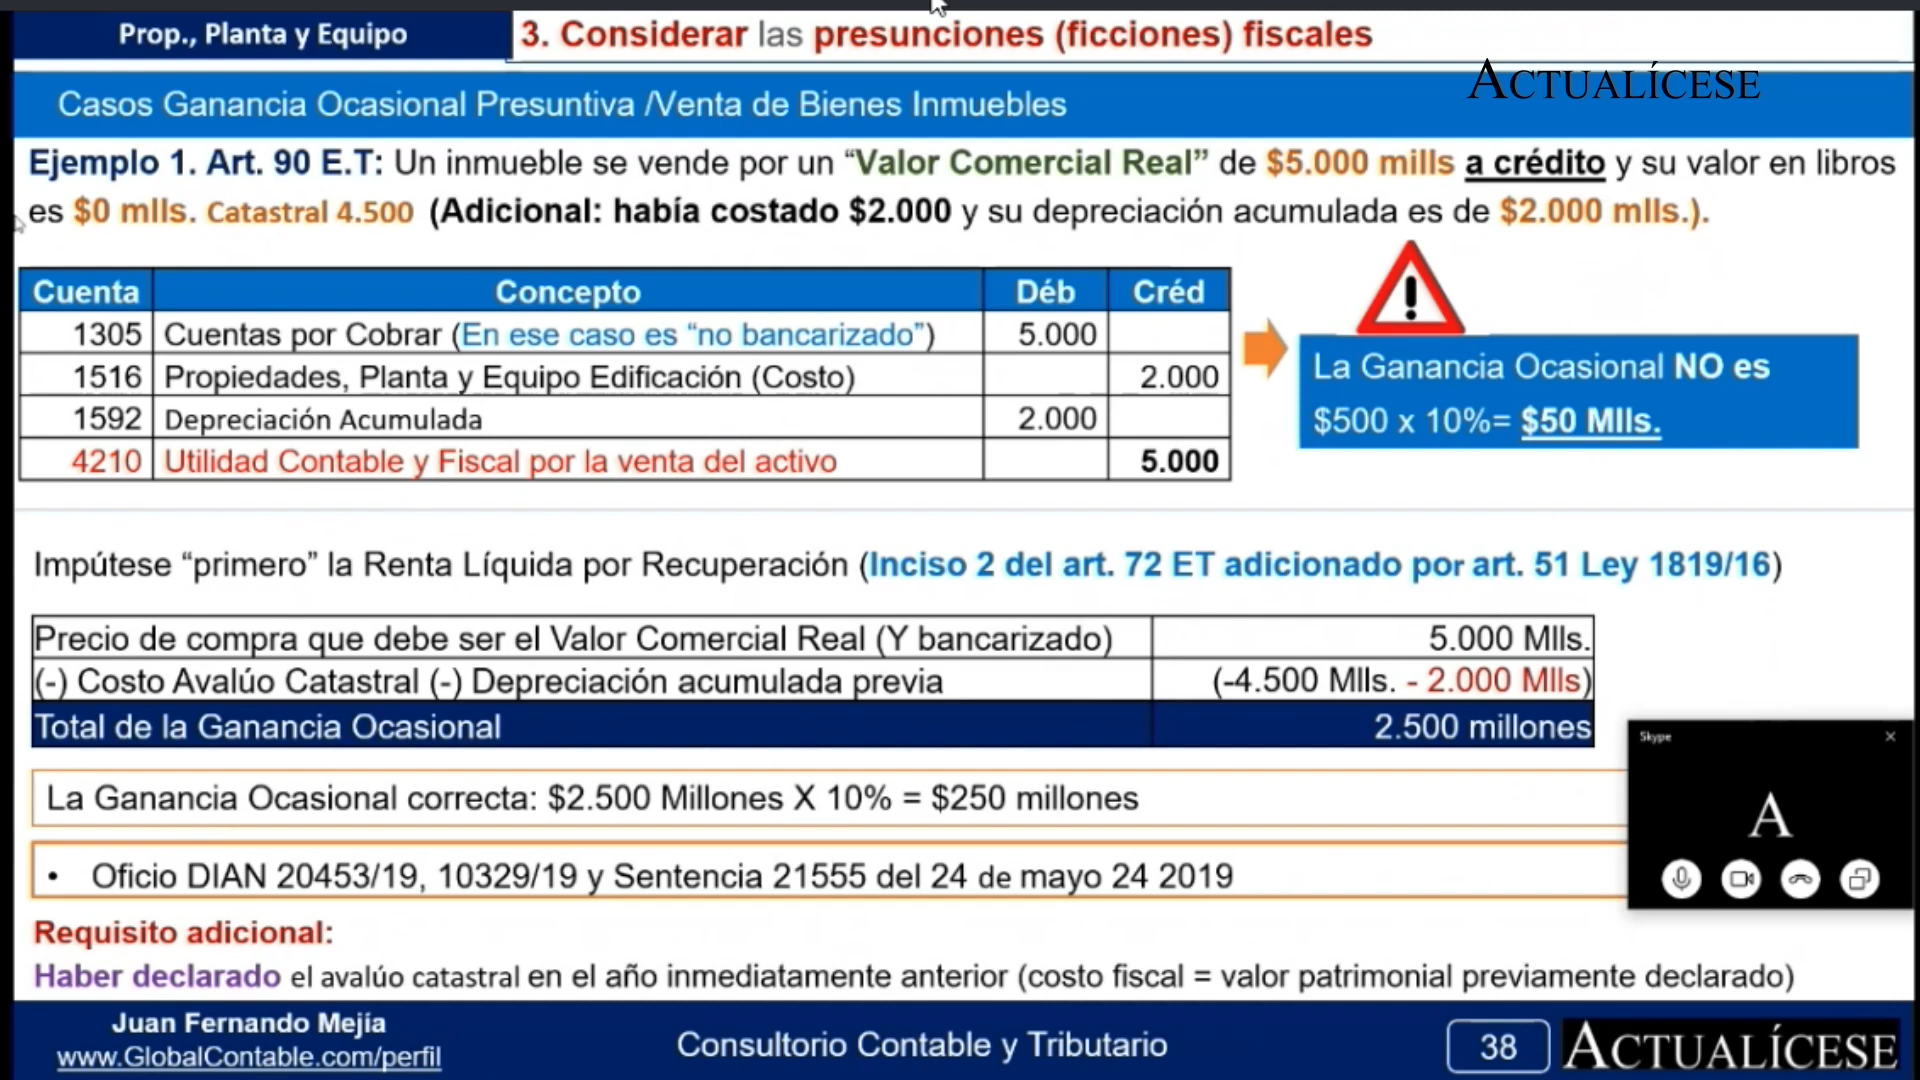 Prop., Planta y Equipo
3. Considerar las presunciones (ficciones) fiscales
ACTUALÍCESE
Casos Ganancia Ocasional Presuntiva /Venta de Bienes Inmuebles
Ejemplo 1. Art. 90 E.T: Un inmueble se vende por un “Valor Comercial Real” de $5.000 mills a crédito y su valor en libros
es $0 mlls. Catastral 4.500 (Adicional: había costado $2.000 y su depreciación acumulada es de $2.000 mlls.).
Cuenta Concepto Déb Créd
1305 Cuentas por Cobrar (En ese caso es “no bancarizado”) 5.000
1516 Propiedades, Planta y Equipo Edificación (Costo) 2.000
1592 Depreciación Acumulada 2.000
4210 Utilidad Contable y Fiscal por la venta del activo 5.000
La Ganancia Ocasional NO es
$500 x 10%= $50 Mlls.
Impútese “primero” la Renta Líquida por Recuperación (Inciso 2 del art. 72 ET adicionado por art. 51 Ley 1819/16)
Precio de compra que debe ser el Valor Comercial Real (Y bancarizado) 5.000 Mlls.
(-) Costo Avalúo Catastral (-) Depreciación acumulada previa (-4.500 Mlls. - 2.000 Mlls)
Total de la Ganancia Ocasional 2.500 millones
Skype
A
La Ganancia Ocasional correcta: $2.500 Millones X 10% = $250 millones
• Oficio DIAN 20453/19, 10329/19 y Sentencia 21555 del 24 de mayo 24 2019
Requisito adicional:
Haber declarado el avalúo catastral en el año inmediatamente anterior (costo fiscal = valor patrimonial previamente declarado)
Juan Fernando Mejía
www.GlobalContable.com/perfil
Consultorio Contable y Tributario
38
ACTUALÍCESE